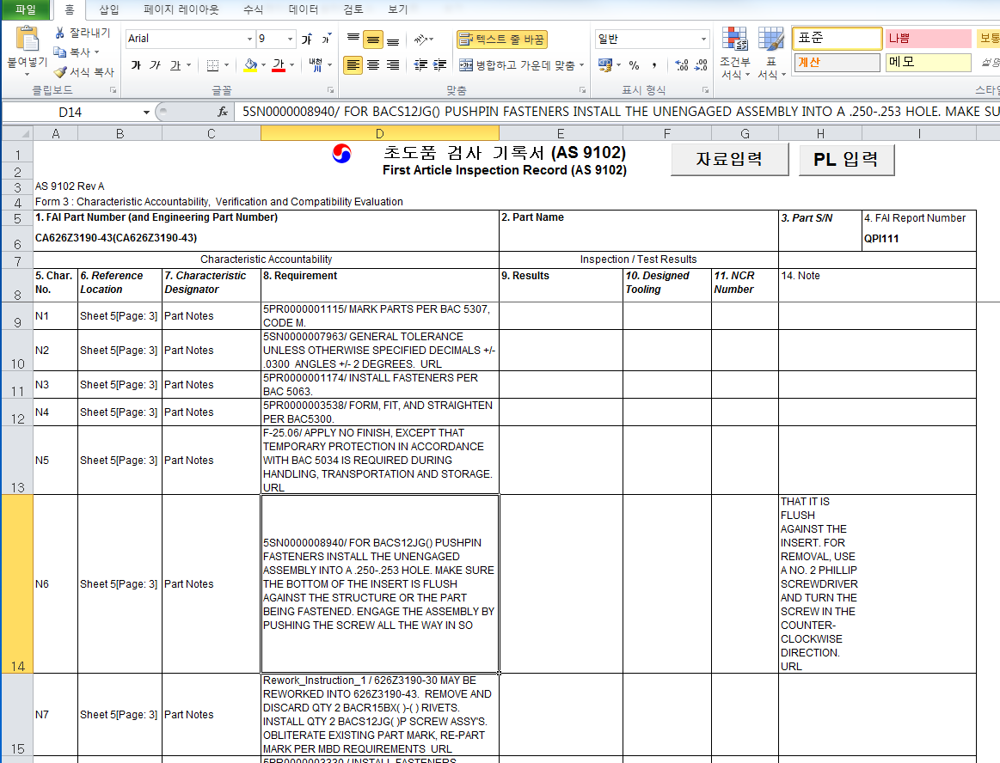 파일 홈 삽입 페이지 레이아웃 수식 데이터 검토 보기
붙여넣기
잘라내기
복사
서식 복사
클립보드
Arial 9
가 가 가 가 가
글꼴
텍스트 줄 바꿈
병합하고 가운데 맞춤
맞춤
일반
표시 형식
조건부 서식
표 서식
표준 나쁨 보통
계산 메모 설명
스타일
D14 fx 5SN0000008940/ FOR BACS12JG() PUSHPIN FASTENERS INSTALL THE UNENGAGED ASSEMBLY INTO A .250-.253 HOLE. MAKE SU
A B C D E F G H I
1 초도품 검사 기록서 (AS 9102) 자료입력 PL 입력
2 First Article Inspection Record (AS 9102)
3 AS 9102 Rev A
4 Form 3 : Characteristic Accountability, Verification and Compatibility Evaluation
5 1. FAI Part Number (and Engineering Part Number) 2. Part Name 3. Part S/N 4. FAI Report Number
6 CA626Z3190-43(CA626Z3190-43) QPI111
7 Characteristic Accountability Inspection / Test Results
8 5. Char. No. 6. Reference Location 7. Characteristic Designator 8. Requirement 9. Results 10. Designed Tooling 11. NCR Number 14. Note
9 N1 Sheet 5[Page: 3] Part Notes
5PR0000001115/ MARK PARTS PER BAC 5307,
CODE M.
10 N2 Sheet 5[Page: 3] Part Notes
5SN0000007963/ GENERAL TOLERANCE
UNLESS OTHERWISE SPECIFIED DECIMALS +/-
.0300 ANGLES +/- 2 DEGREES. URL
11 N3 Sheet 5[Page: 3] Part Notes
5PR0000001174/ INSTALL FASTENERS PER
BAC 5063.
12 N4 Sheet 5[Page: 3] Part Notes
5PR0000003538/ FORM, FIT, AND STRAIGHTEN
PER BAC5300.
13 N5 Sheet 5[Page: 3] Part Notes
F-25.06/ APPLY NO FINISH, EXCEPT THAT
TEMPORARY PROTECTION IN ACCORDANCE
WITH BAC 5034 IS REQUIRED DURING
HANDLING, TRANSPORTATION AND STORAGE.
URL
14 N6 Sheet 5[Page: 3] Part Notes
5SN0000008940/ FOR BACS12JG() PUSHPIN
FASTENERS INSTALL THE UNENGAGED
ASSEMBLY INTO A .250-.253 HOLE. MAKE SURE
THE BOTTOM OF THE INSERT IS FLUSH
AGAINST THE STRUCTURE OR THE PART
BEING FASTENED. ENGAGE THE ASSEMBLY BY
PUSHING THE SCREW ALL THE WAY IN SO
THAT IT IS
FLUSH
AGAINST THE
INSERT. FOR
REMOVAL, USE
A NO. 2 PHILLIP
SCREWDRIVER
AND TURN THE
SCREW IN THE
COUNTER-
CLOCKWISE
DIRECTION.
URL
15 N7 Sheet 5[Page: 3] Part Notes
Rework_Instruction_1 / 626Z3190-30 MAY BE
REWORKED INTO 626Z3190-43. REMOVE AND
DISCARD QTY 2 BACR15BX( )-( ) RIVETS.
INSTALL QTY 2 BACS12JG( )P SCREW ASSY'S.
OBLITERATE EXISTING PART MARK, RE-PART
MARK PER MBD REQUIREMENTS URL
5PR0000003330 / INSTALL FASTENERS